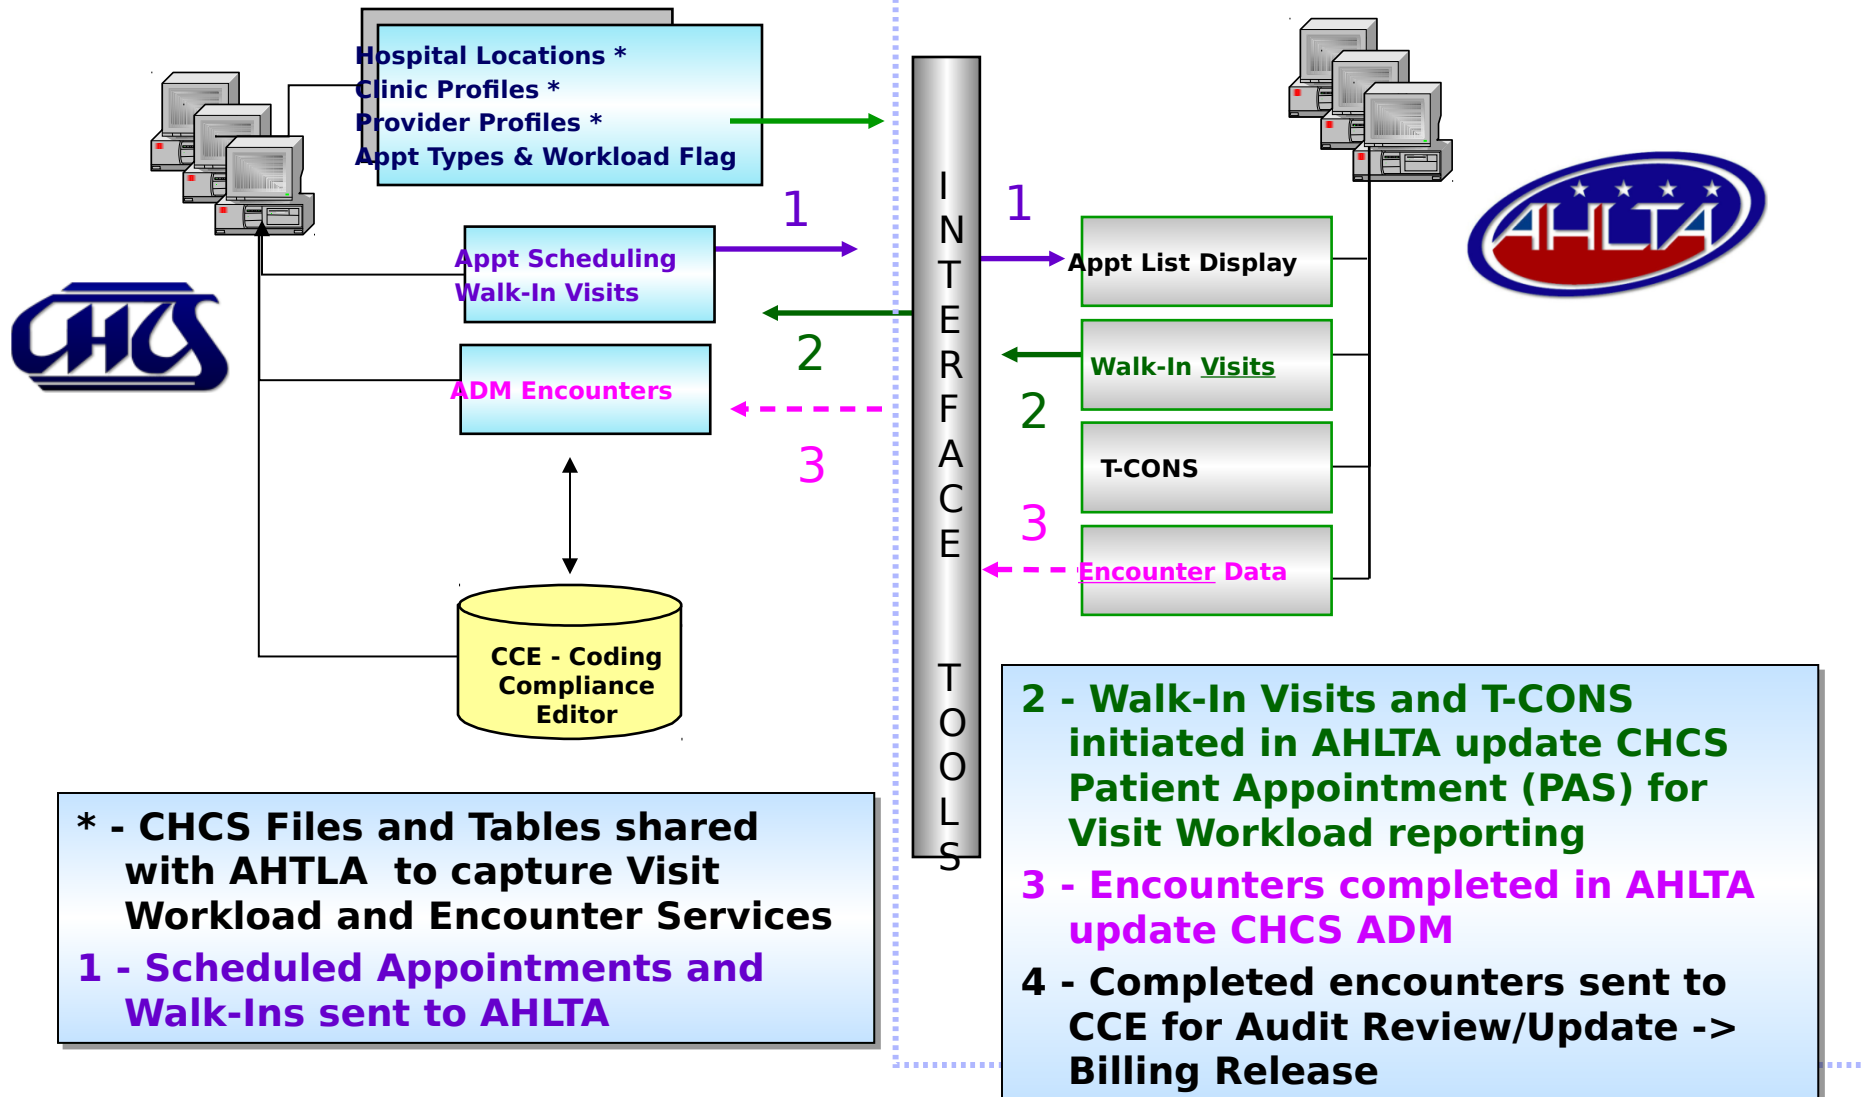 Hospital Locations *
Clinic Profiles *
Provider Profiles *
Appt Types & Workload Flag
1
Appt Scheduling
Walk-In Visits
2
ADM Encounters
3
CHCS
CCE - Coding
Compliance
Editor
INTERFACE TOOLS
1
Appt List Display
Walk-In Visits
2
T-CONS
3
Encounter Data
AHLTA
* - CHCS Files and Tables shared
with AHTLA  to capture Visit
Workload and Encounter Services
1 - Scheduled Appointments and
Walk-Ins sent to AHLTA
2 - Walk-In Visits and T-CONS
initiated in AHLTA update CHCS
Patient Appointment (PAS) for
Visit Workload reporting
3 - Encounters completed in AHLTA
update CHCS ADM
4 - Completed encounters sent to
CCE for Audit Review/Update ->
Billing Release